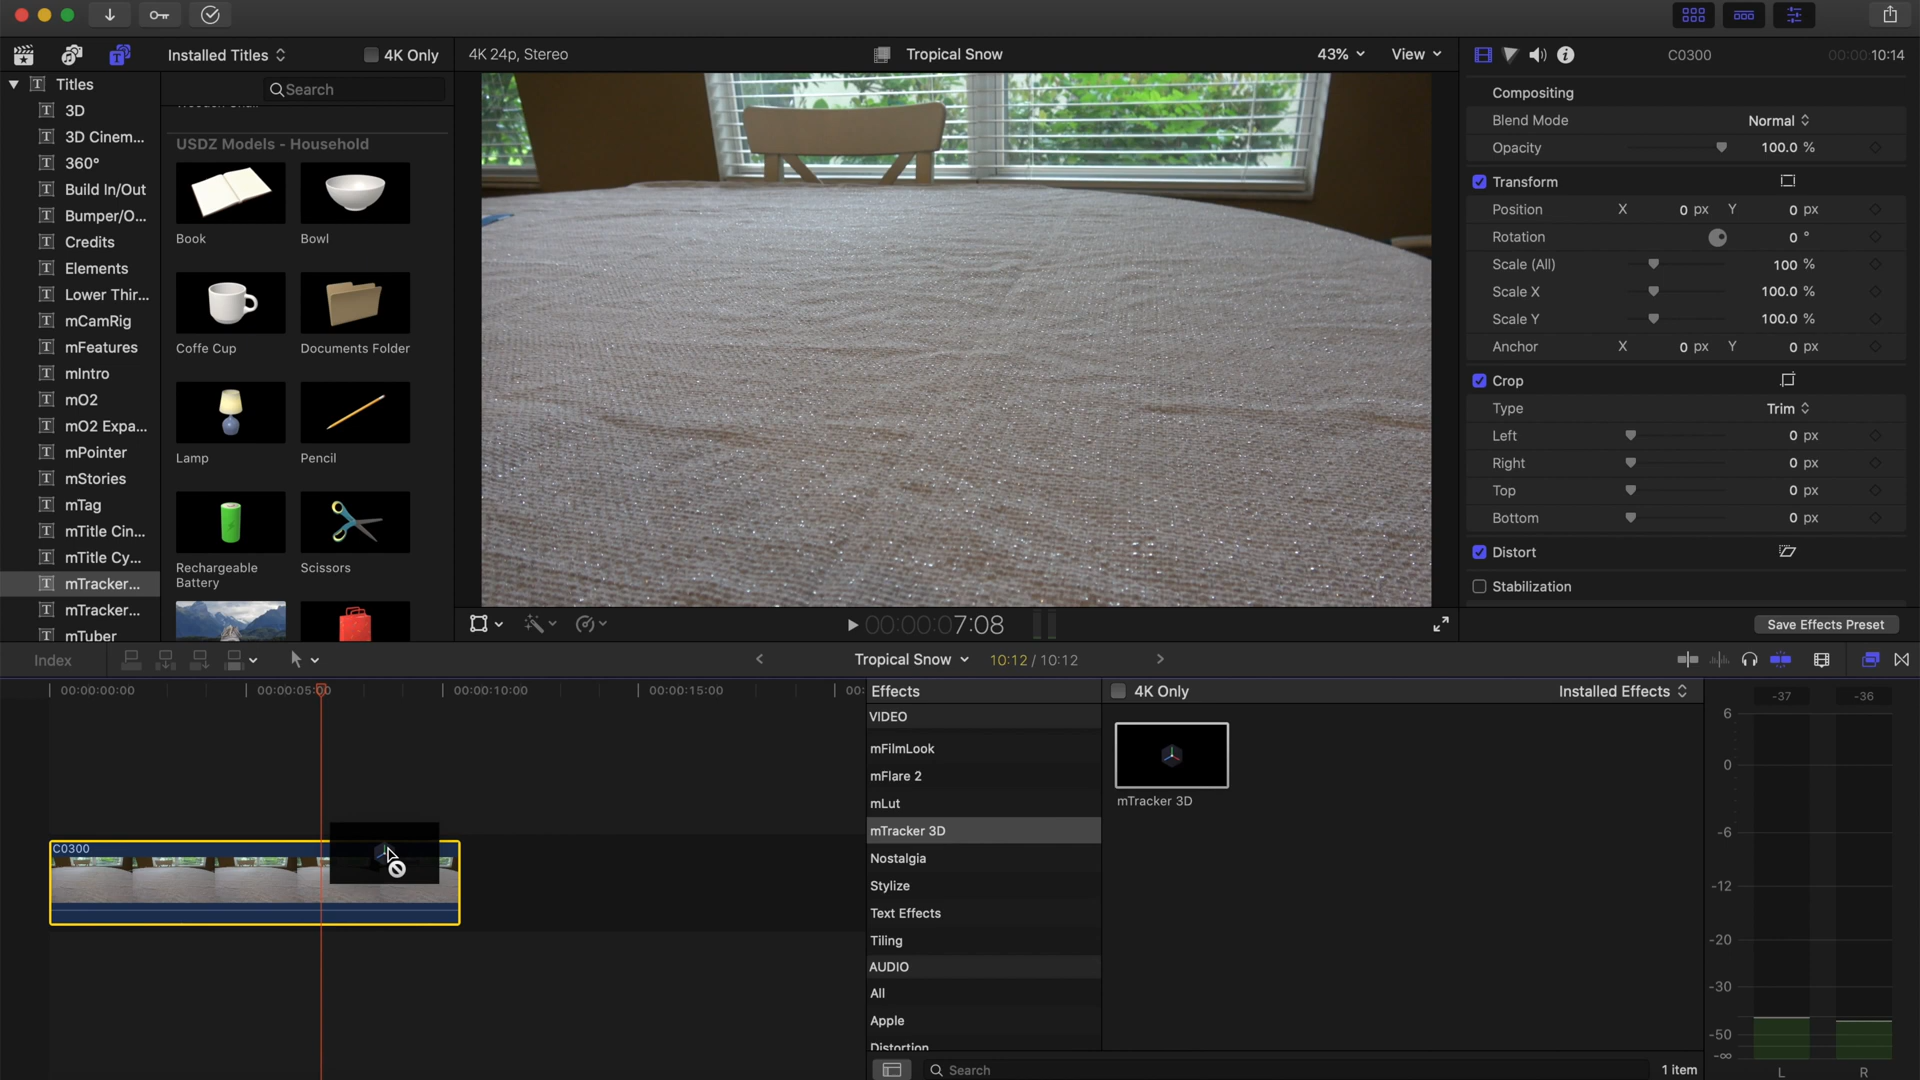 Installed Titles
4K Only
4K 24p, Stereo
Tropical Snow
43%
View
C0300
00:00:00:10:14
Titles
3D
3D Cinem...
360°
Build In/Out
Bumper/O...
Credits
Elements
Lower Thir...
mCamRig
mFeatures
mIntro
mO2
mO2 Expa...
mPointer
mStories
mTag
mTitle Cin...
mTitle Cy...
mTracker...
mTracker...
mTuber
Search
USDZ Models - Household
Book
Bowl
Coffe Cup
Documents Folder
Lamp
Pencil
Rechargeable
Battery
Scissors
Compositing
Blend Mode Normal
Opacity 100.0 %
Transform
Position X 0 px Y 0 px
Rotation 0 °
Scale (All) 100 %
Scale X 100.0 %
Scale Y 100.0 %
Anchor X 0 px Y 0 px
Crop
Type Trim
Left 0 px
Right 0 px
Top 0 px
Bottom 0 px
Distort
Stabilization
Save Effects Preset
00:00:07:08
Index
Tropical Snow
10:12 / 10:12
00:00:00:00
00:00:05:00
00:00:10:00
00:00:15:00
00:
C0300
Effects
VIDEO
mFilmLook
mFlare 2
mLut
mTracker 3D
Nostalgia
Stylize
Text Effects
Tiling
AUDIO
All
Apple
Distortion
4K Only
Installed Effects
mTracker 3D
Search
1 item
-37 -36
6
0
-6
-12
-20
-30
-50
-∞
L R